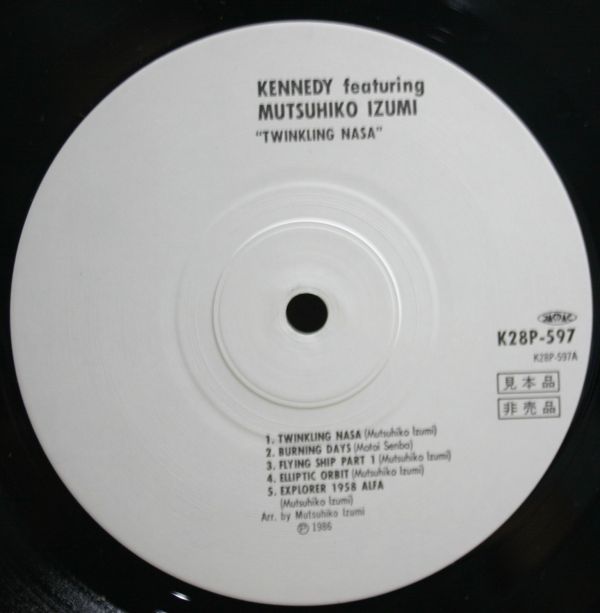 KENNEDY featuring
MUTSUHIKO IZUMI
"TWINKLING NASA"
K28P-597
K28P-597A
見本品
非売品
1. TWINKLING NASA (Mutsuhiko Izumi)
2. BURNING DAYS (Motoi Senba)
3. FLYING SHIP PART 1 (Mutsuhiko Izumi)
4. ELLIPTIC ORBIT (Mutsuhiko Izumi)
5. EXPLORER 1958 ALFA
(Mutsuhiko Izumi)
Arr. by Mutsuhiko Izumi
Ⓟ 1986